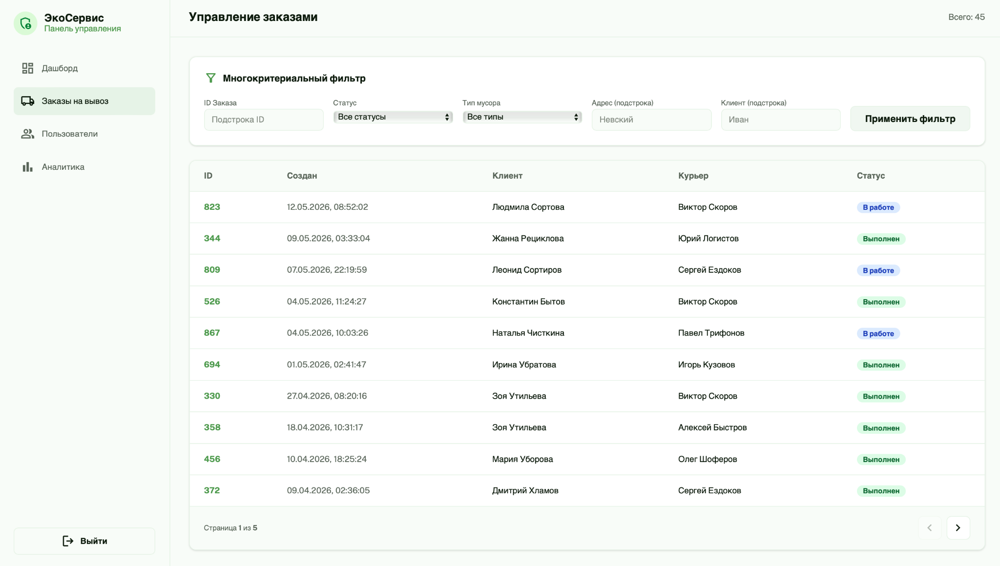 ЭкоСервис
Панель управления
Дашборд
Заказы на вывоз
Пользователи
Аналитика
Выйти
Управление заказами
Всего: 45
Многокритериальный фильтр
ID Заказа Статус Тип мусора Адрес (подстрока) Клиент (подстрока)
Подстрока ID Все статусы Все типы Невский Иван Применить фильтр
ID Создан Клиент Курьер Статус
823 12.05.2026, 08:52:02 Людмила Сортова Виктор Скоров В работе
344 09.05.2026, 03:33:04 Жанна Рециклова Юрий Логистов Выполнен
809 07.05.2026, 22:19:59 Леонид Сортиров Сергей Ездоков В работе
526 04.05.2026, 11:24:27 Константин Бытов Виктор Скоров Выполнен
867 04.05.2026, 10:03:26 Наталья Чисткина Павел Трифонов В работе
694 01.05.2026, 02:41:47 Ирина Убратова Игорь Кузовов Выполнен
330 27.04.2026, 08:20:16 Зоя Утильева Виктор Скоров Выполнен
358 18.04.2026, 10:31:17 Зоя Утильева Алексей Быстров Выполнен
456 10.04.2026, 18:25:24 Мария Уборова Олег Шоферов Выполнен
372 09.04.2026, 02:36:05 Дмитрий Хламов Сергей Ездоков Выполнен
Страница 1 из 5